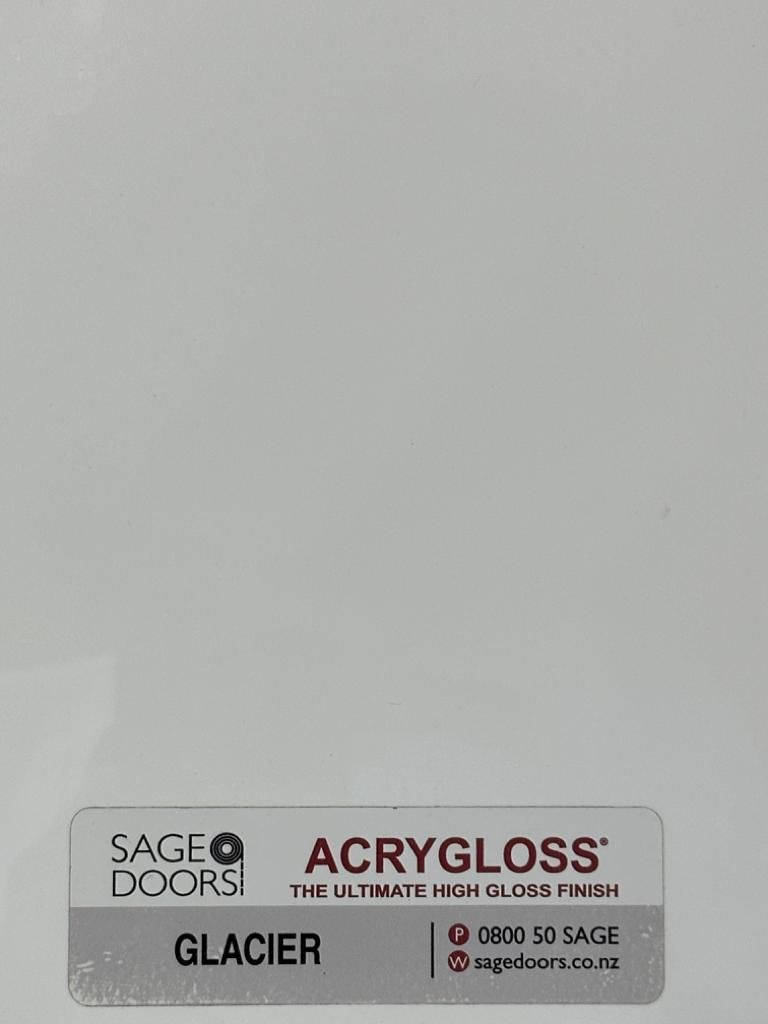 SAGE
DOORS
ACRYGLOSS®
THE ULTIMATE HIGH GLOSS FINISH
GLACIER
P 0800 50 SAGE
W sagedoors.co.nz